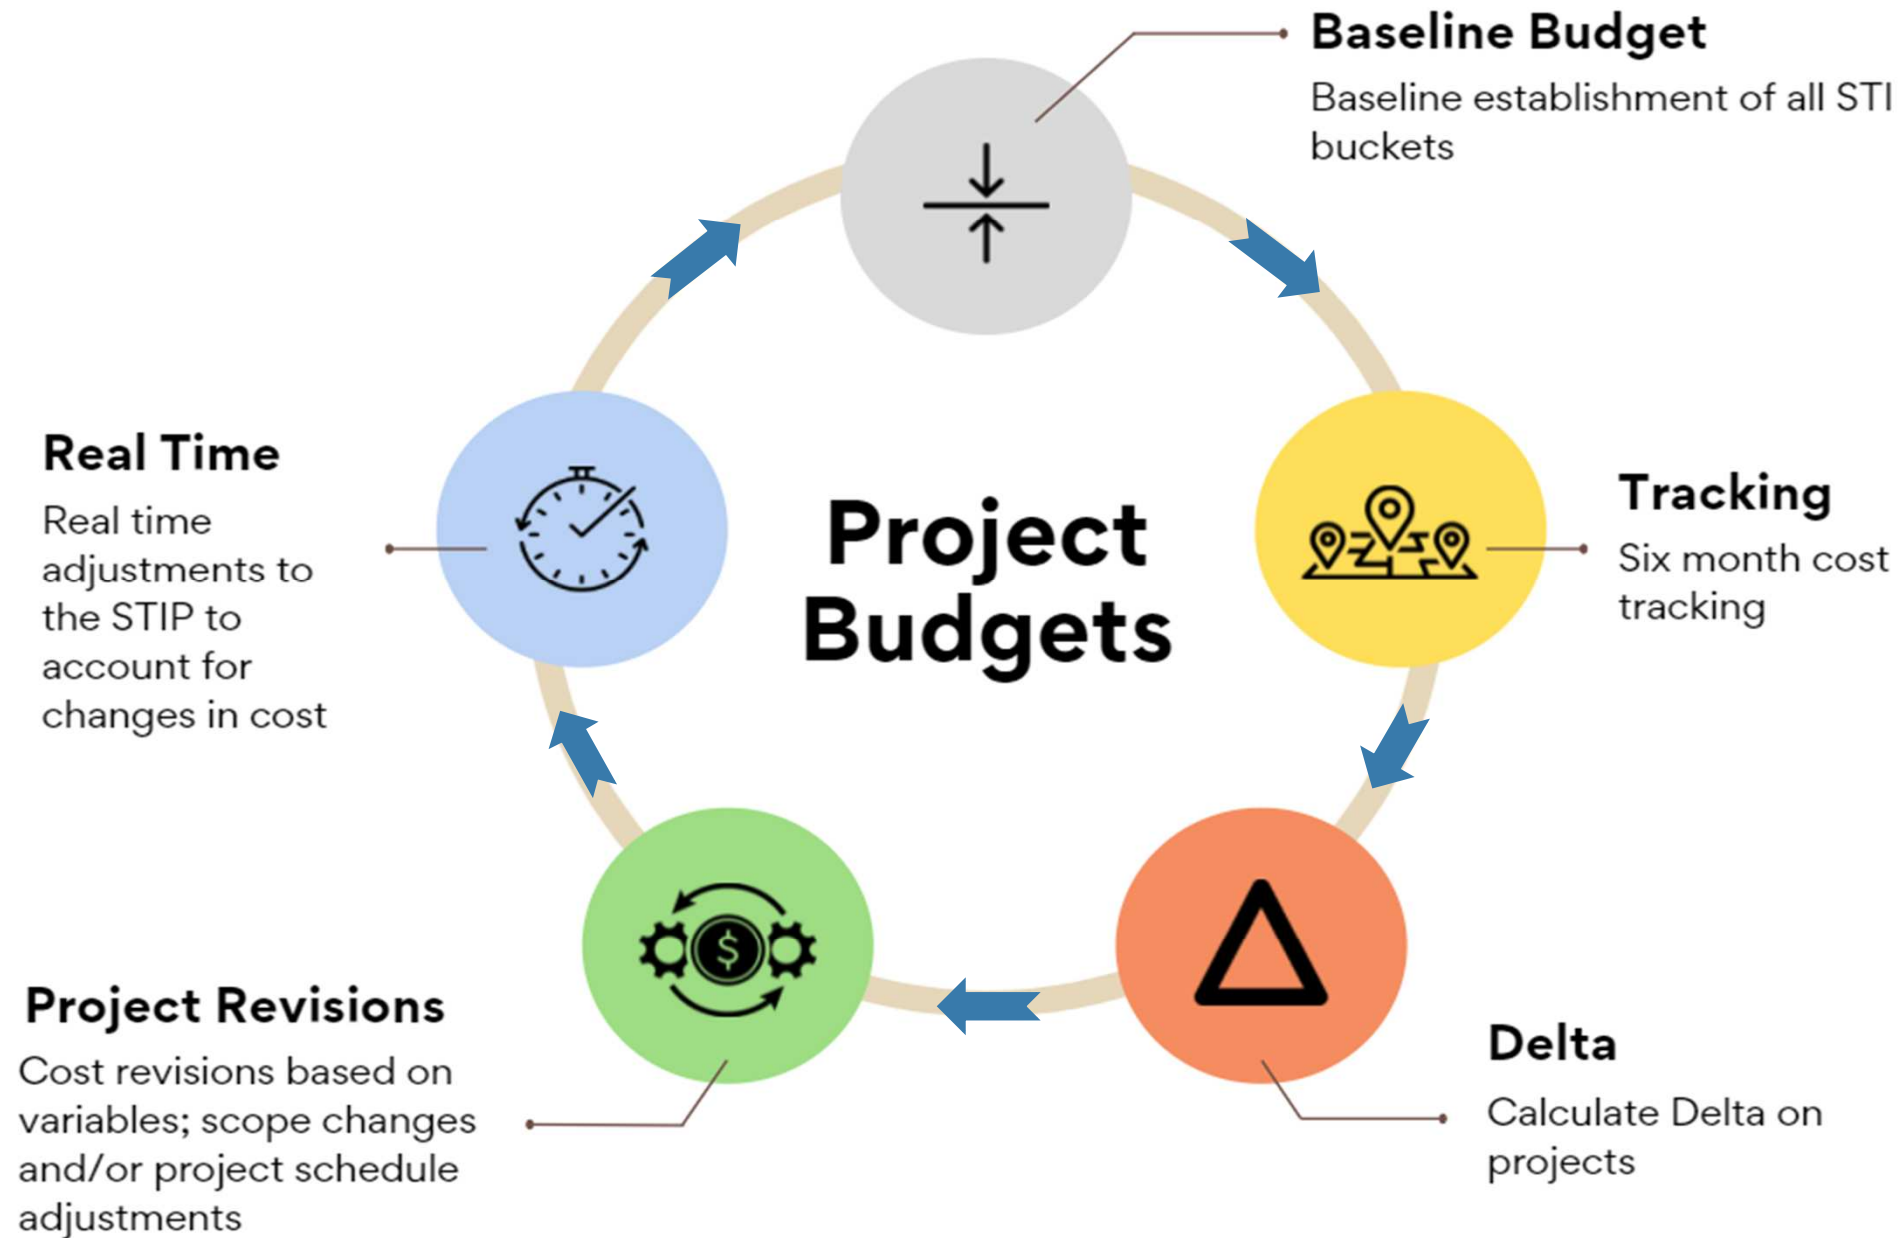 Baseline Budget
Baseline establishment of all STI
buckets
Tracking
Six month cost
tracking
Delta
Calculate Delta on
projects
Project Revisions
Cost revisions based on
variables; scope changes
and/or project schedule
adjustments
Real Time
Real time
adjustments to
the STIP to
account for
changes in cost
Project
Budgets
$